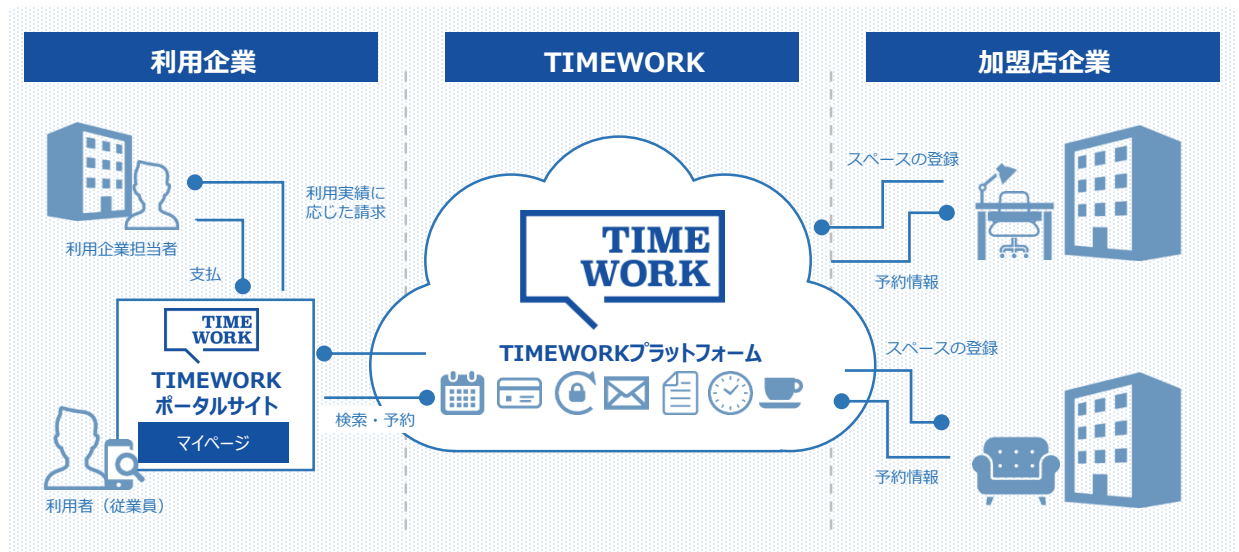 利用企業
TIMEWORK
加盟店企業
利用実績に
応じた請求
利用企業担当者
支払
TIME
WORK
TIMEWORK
ポータルサイト
マイページ
利用者（従業員）
検索・予約
TIME
WORK
TIMEWORKプラットフォーム
スペースの登録
予約情報
スペースの登録
予約情報